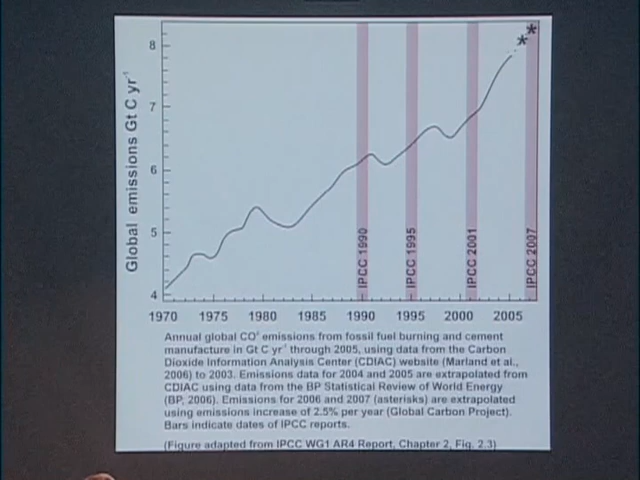 Global emissions Gt C yr⁻¹
8
7
6
5
4
IPCC 1990
IPCC 1995
IPCC 2001
IPCC 2007
1970 1975 1980 1985 1990 1995 2000 2005
Annual global CO² emissions from fossil fuel burning and cement
manufacture in Gt C yr⁻¹ through 2005, using data from the Carbon
Dioxide Information Analysis Center (CDIAC) website (Marland et al.,
2006) to 2003. Emissions data for 2004 and 2005 are extrapolated from
CDIAC using data from the BP Statistical Review of World Energy
(BP, 2006). Emissions for 2006 and 2007 (asterisks) are extrapolated
using emissions increase of 2.5% per year (Global Carbon Project).
Bars indicate dates of IPCC reports.
(Figure adapted from IPCC WG1 AR4 Report, Chapter 2, Fig. 2.3)